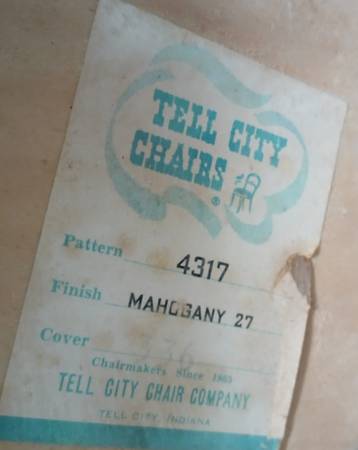 TELL CITY
CHAIRS ®
Pattern 4317
Finish MAHOGANY 27
Cover
Chairmakers Since 1865
TELL CITY CHAIR COMPANY
TELL CITY, INDIANA